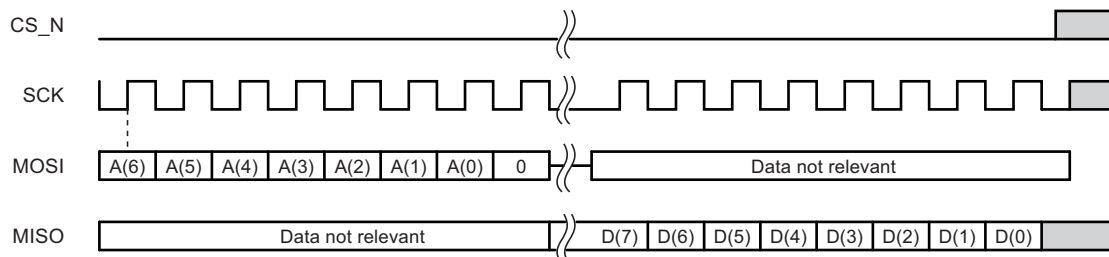 CS_N
SCK
MOSI A(6) A(5) A(4) A(3) A(2) A(1) A(0) 0 Data not relevant
MISO Data not relevant D(7) D(6) D(5) D(4) D(3) D(2) D(1) D(0)